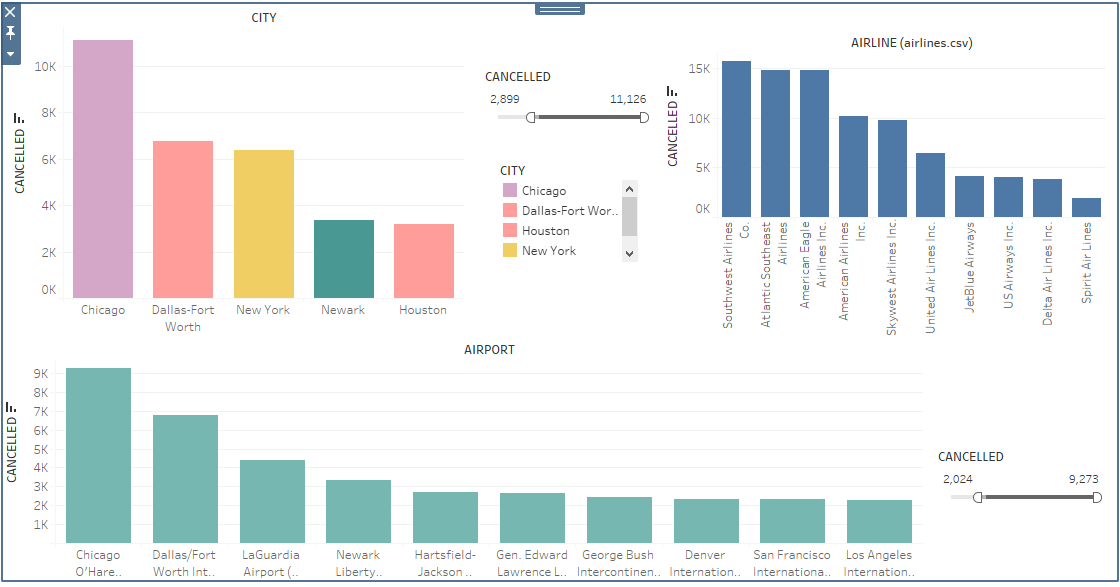 CITY
CANCELLED
10K
8K
6K
4K
2K
0K
Chicago
Dallas-Fort
Worth
New York
Newark
Houston
CANCELLED
2,899
11,126
CITY
Chicago
Dallas-Fort Wor..
Houston
New York
AIRLINE (airlines.csv)
CANCELLED
15K
10K
5K
0K
Southwest Airlines
Co.
Atlantic Southeast
Airlines
American Eagle
Airlines Inc.
American Airlines
Inc.
Skywest Airlines Inc.
United Air Lines Inc.
JetBlue Airways
US Airways Inc.
Delta Air Lines Inc.
Spirit Air Lines
AIRPORT
CANCELLED
9K
8K
7K
6K
5K
4K
3K
2K
1K
Chicago
O'Hare..
Dallas/Fort
Worth Int..
LaGuardia
Airport (..
Newark
Liberty..
Hartsfield-
Jackson ..
Gen. Edward
Lawrence L..
George Bush
Intercontinen..
Denver
Internation..
San Francisco
Internationa..
Los Angeles
Internation..
CANCELLED
2,024
9,273